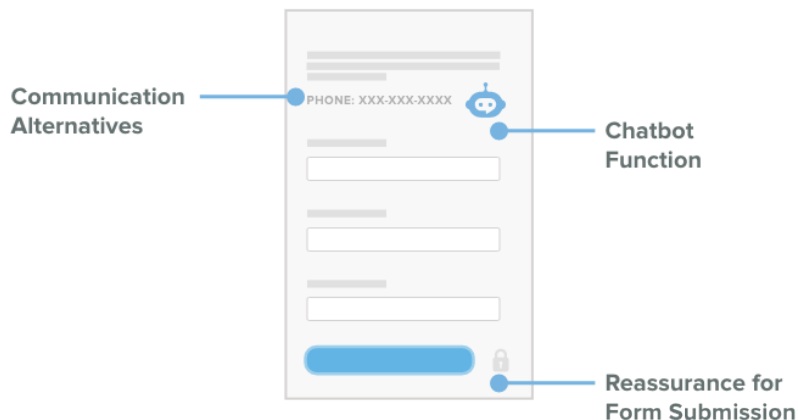 Communication
Alternatives
PHONE: XXX-XXX-XXXX
Chatbot
Function
Reassurance for
Form Submission